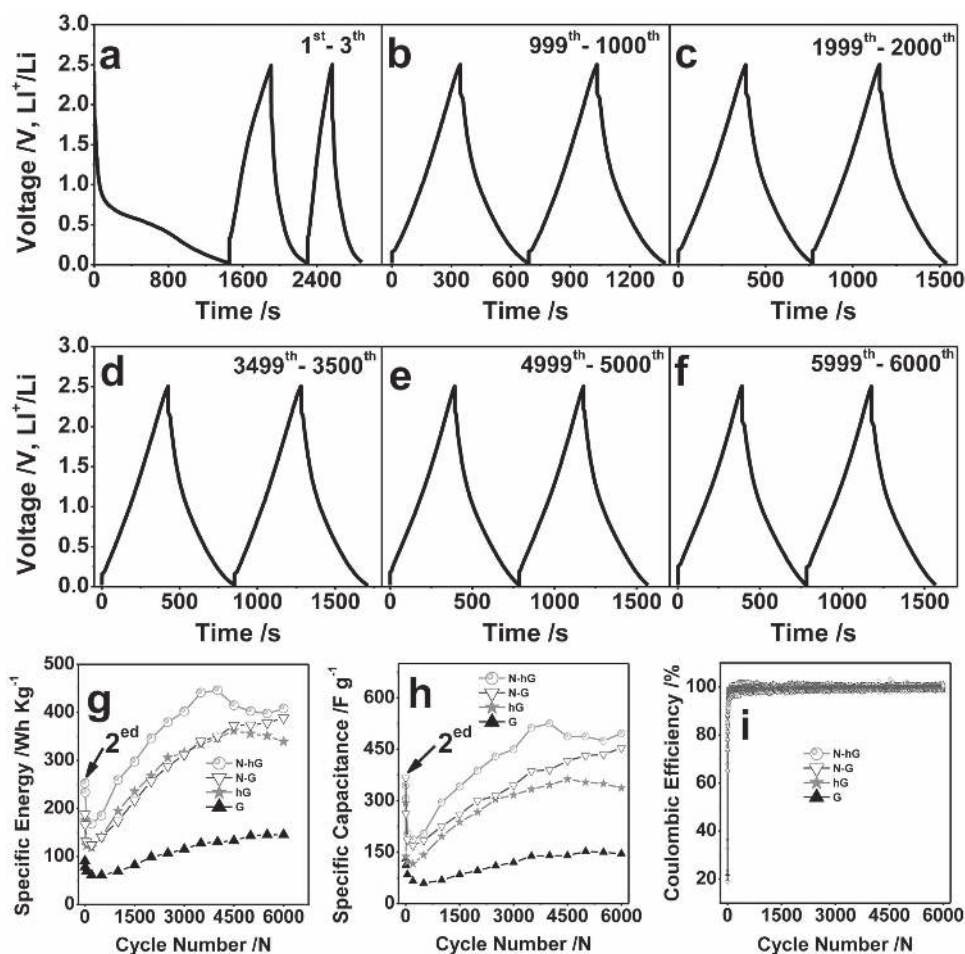 a
1st - 3th
b
999th - 1000th
c
1999th - 2000th
Voltage /V, LI+/Li
3.0
2.5
2.0
1.5
1.0
0.5
0.0
0 800 1600 2400
0 300 600 900 1200
0 500 1000 1500
Time /s
Time /s
Time /s
d
3499th - 3500th
e
4999th - 5000th
f
5999th - 6000th
Voltage /V, LI+/Li
3.0
2.5
2.0
1.5
1.0
0.5
0.0
0 500 1000 1500
0 500 1000 1500
0 500 1000 1500
Time /s
Time /s
Time /s
g
2ed
N-hG
N-G
hG
G
Specific Energy /Wh Kg-1
500
400
300
200
100
0
0 1500 3000 4500 6000
Cycle Number /N
h
2ed
N-hG
N-G
hG
G
Specific Capacitance /F g-1
600
450
300
150
0
0 1500 3000 4500 6000
Cycle Number /N
i
N-hG
N-G
hG
G
Coulombic Efficiency /%
100
80
60
40
20
0 1500 3000 4500 6000
Cycle Number /N